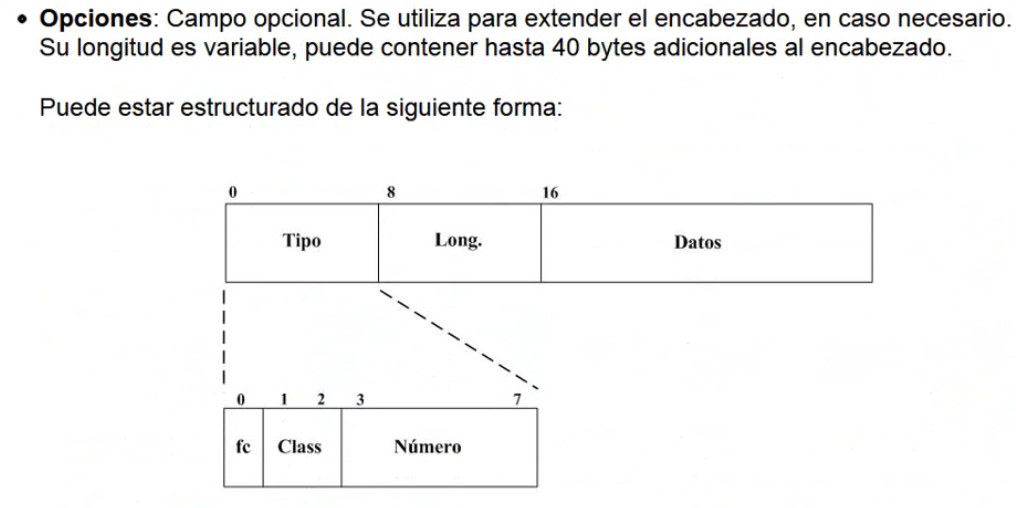 • Opciones: Campo opcional. Se utiliza para extender el encabezado, en caso necesario.
Su longitud es variable, puede contener hasta 40 bytes adicionales al encabezado.
Puede estar estructurado de la siguiente forma:
0 8 16
Tipo Long. Datos
0 1 2 3 7
fc Class Número